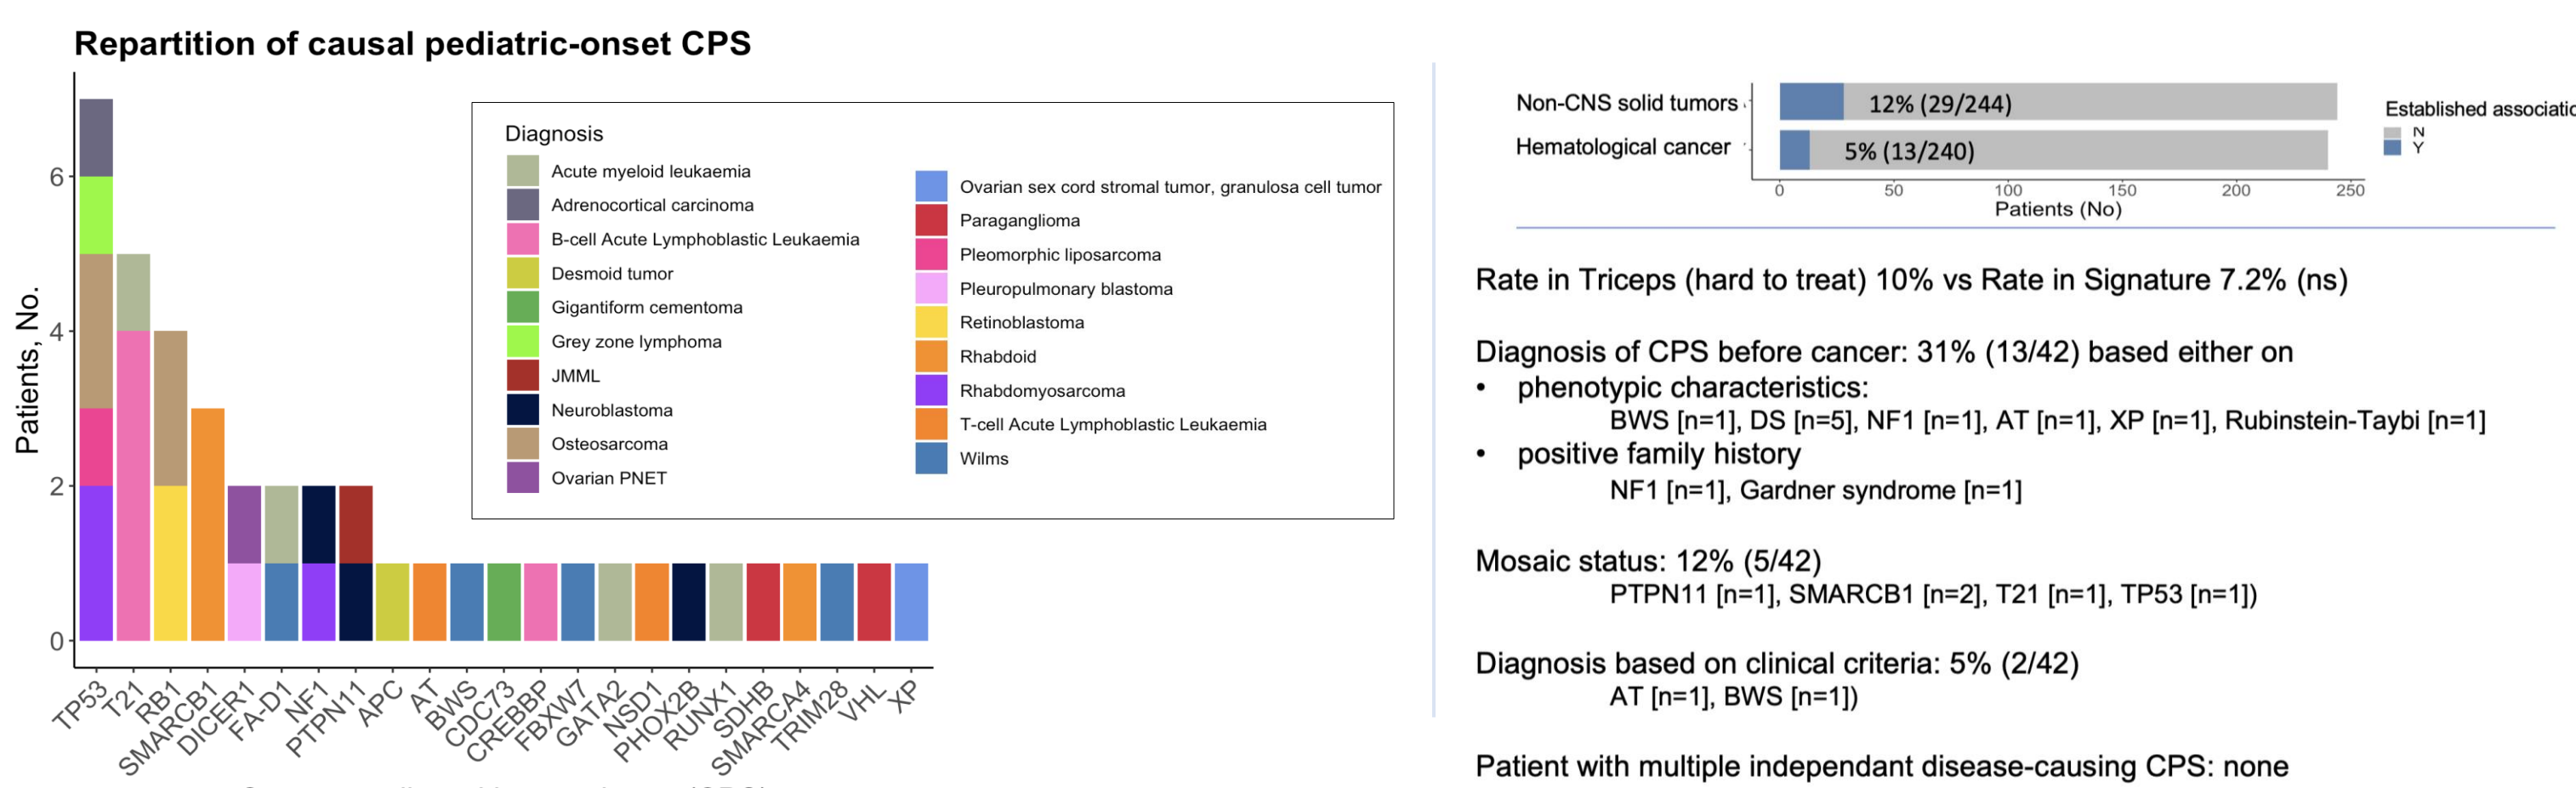 Repartition of causal pediatric-onset CPS
Patients, No.
6
4
2
0
TP53
T21
RB1
SMARCB1
DICER1
FA-D1
NF1
PTPN11
APC
AT
BWS
CDC73
CREBBP
FBXW7
GATA2
NSD1
PHOX2B
RUNX1
SDHB
SMARCA4
TRIM28
VHL
XP
Diagnosis
Acute myeloid leukaemia
Adrenocortical carcinoma
B-cell Acute Lymphoblastic Leukaemia
Desmoid tumor
Gigantiform cementoma
Grey zone lymphoma
JMML
Neuroblastoma
Osteosarcoma
Ovarian PNET
Ovarian sex cord stromal tumor, granulosa cell tumor
Paraganglioma
Pleomorphic liposarcoma
Pleuropulmonary blastoma
Retinoblastoma
Rhabdoid
Rhabdomyosarcoma
T-cell Acute Lymphoblastic Leukaemia
Wilms
Non-CNS solid tumors
12% (29/244)
Hematological cancer
5% (13/240)
0 50 100 150 200 250
Patients (No)
Established associatic
N
Y
Rate in Triceps (hard to treat) 10% vs Rate in Signature 7.2% (ns)
Diagnosis of CPS before cancer: 31% (13/42) based either on
• phenotypic characteristics:
BWS [n=1], DS [n=5], NF1 [n=1], AT [n=1], XP [n=1], Rubinstein-Taybi [n=1]
• positive family history
NF1 [n=1], Gardner syndrome [n=1]
Mosaic status: 12% (5/42)
PTPN11 [n=1], SMARCB1 [n=2], T21 [n=1], TP53 [n=1])
Diagnosis based on clinical criteria: 5% (2/42)
AT [n=1], BWS [n=1])
Patient with multiple independant disease-causing CPS: none